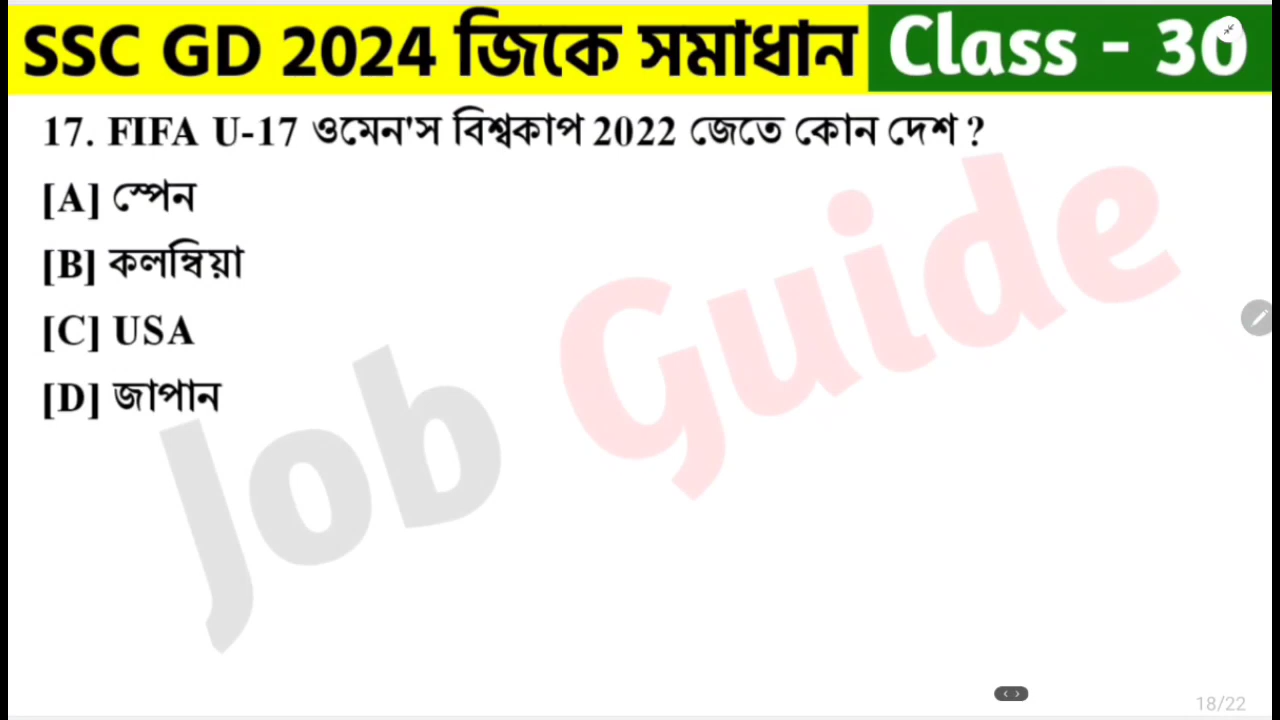 SSC GD 2024 জিকে সমাধান Class - 30
17. FIFA U-17 ওমেন'স বিশ্বকাপ 2022 জেতে কোন দেশ ?
[A] স্পেন
[B] কলম্বিয়া
[C] USA
[D] জাপান
Job Guide
18/22